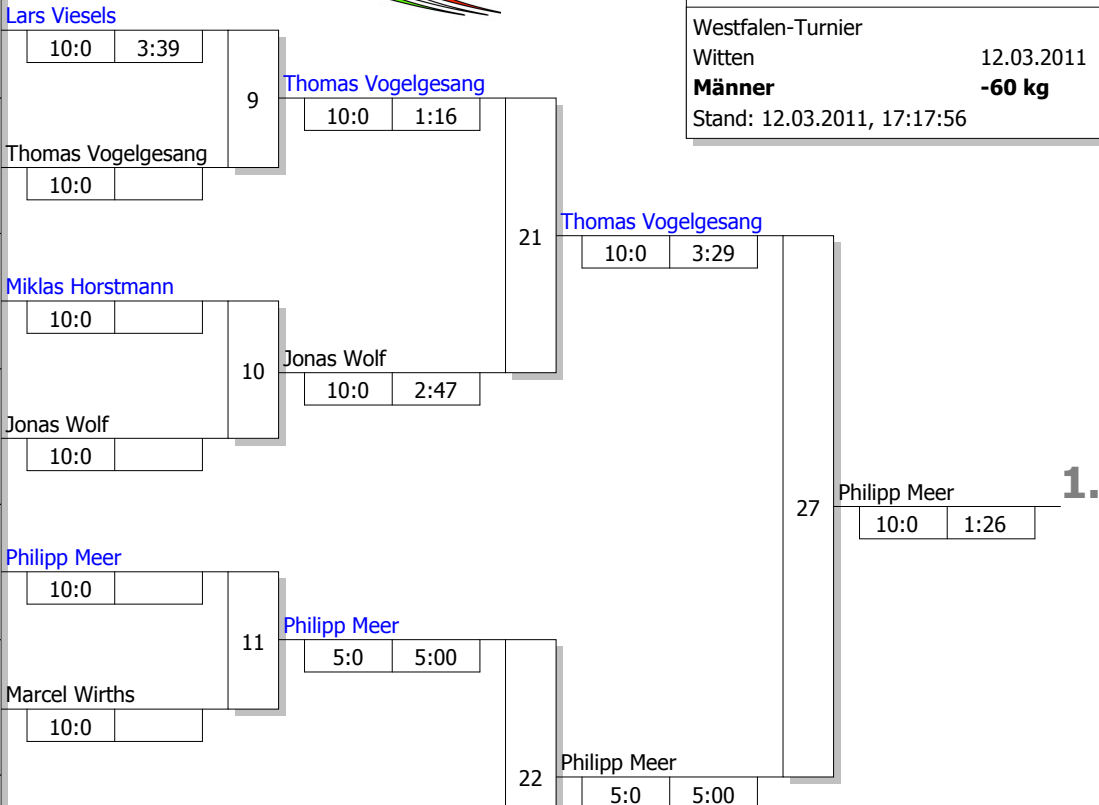 Lars Viesels
10:0 3:39
Westfalen-Turnier
Witten 12.03.2011
Männer -60 kg
Stand: 12.03.2011, 17:17:56
9
Thomas Vogelgesang
10:0 1:16
Thomas Vogelgesang
10:0
21
Thomas Vogelgesang
10:0 3:29
Miklas Horstmann
10:0
10
Jonas Wolf
10:0 2:47
Jonas Wolf
10:0
27
Philipp Meer 1.
10:0 1:26
Philipp Meer
10:0
11
Philipp Meer
5:0 5:00
Marcel Wirths
10:0
22
Philipp Meer
5:0 5:00